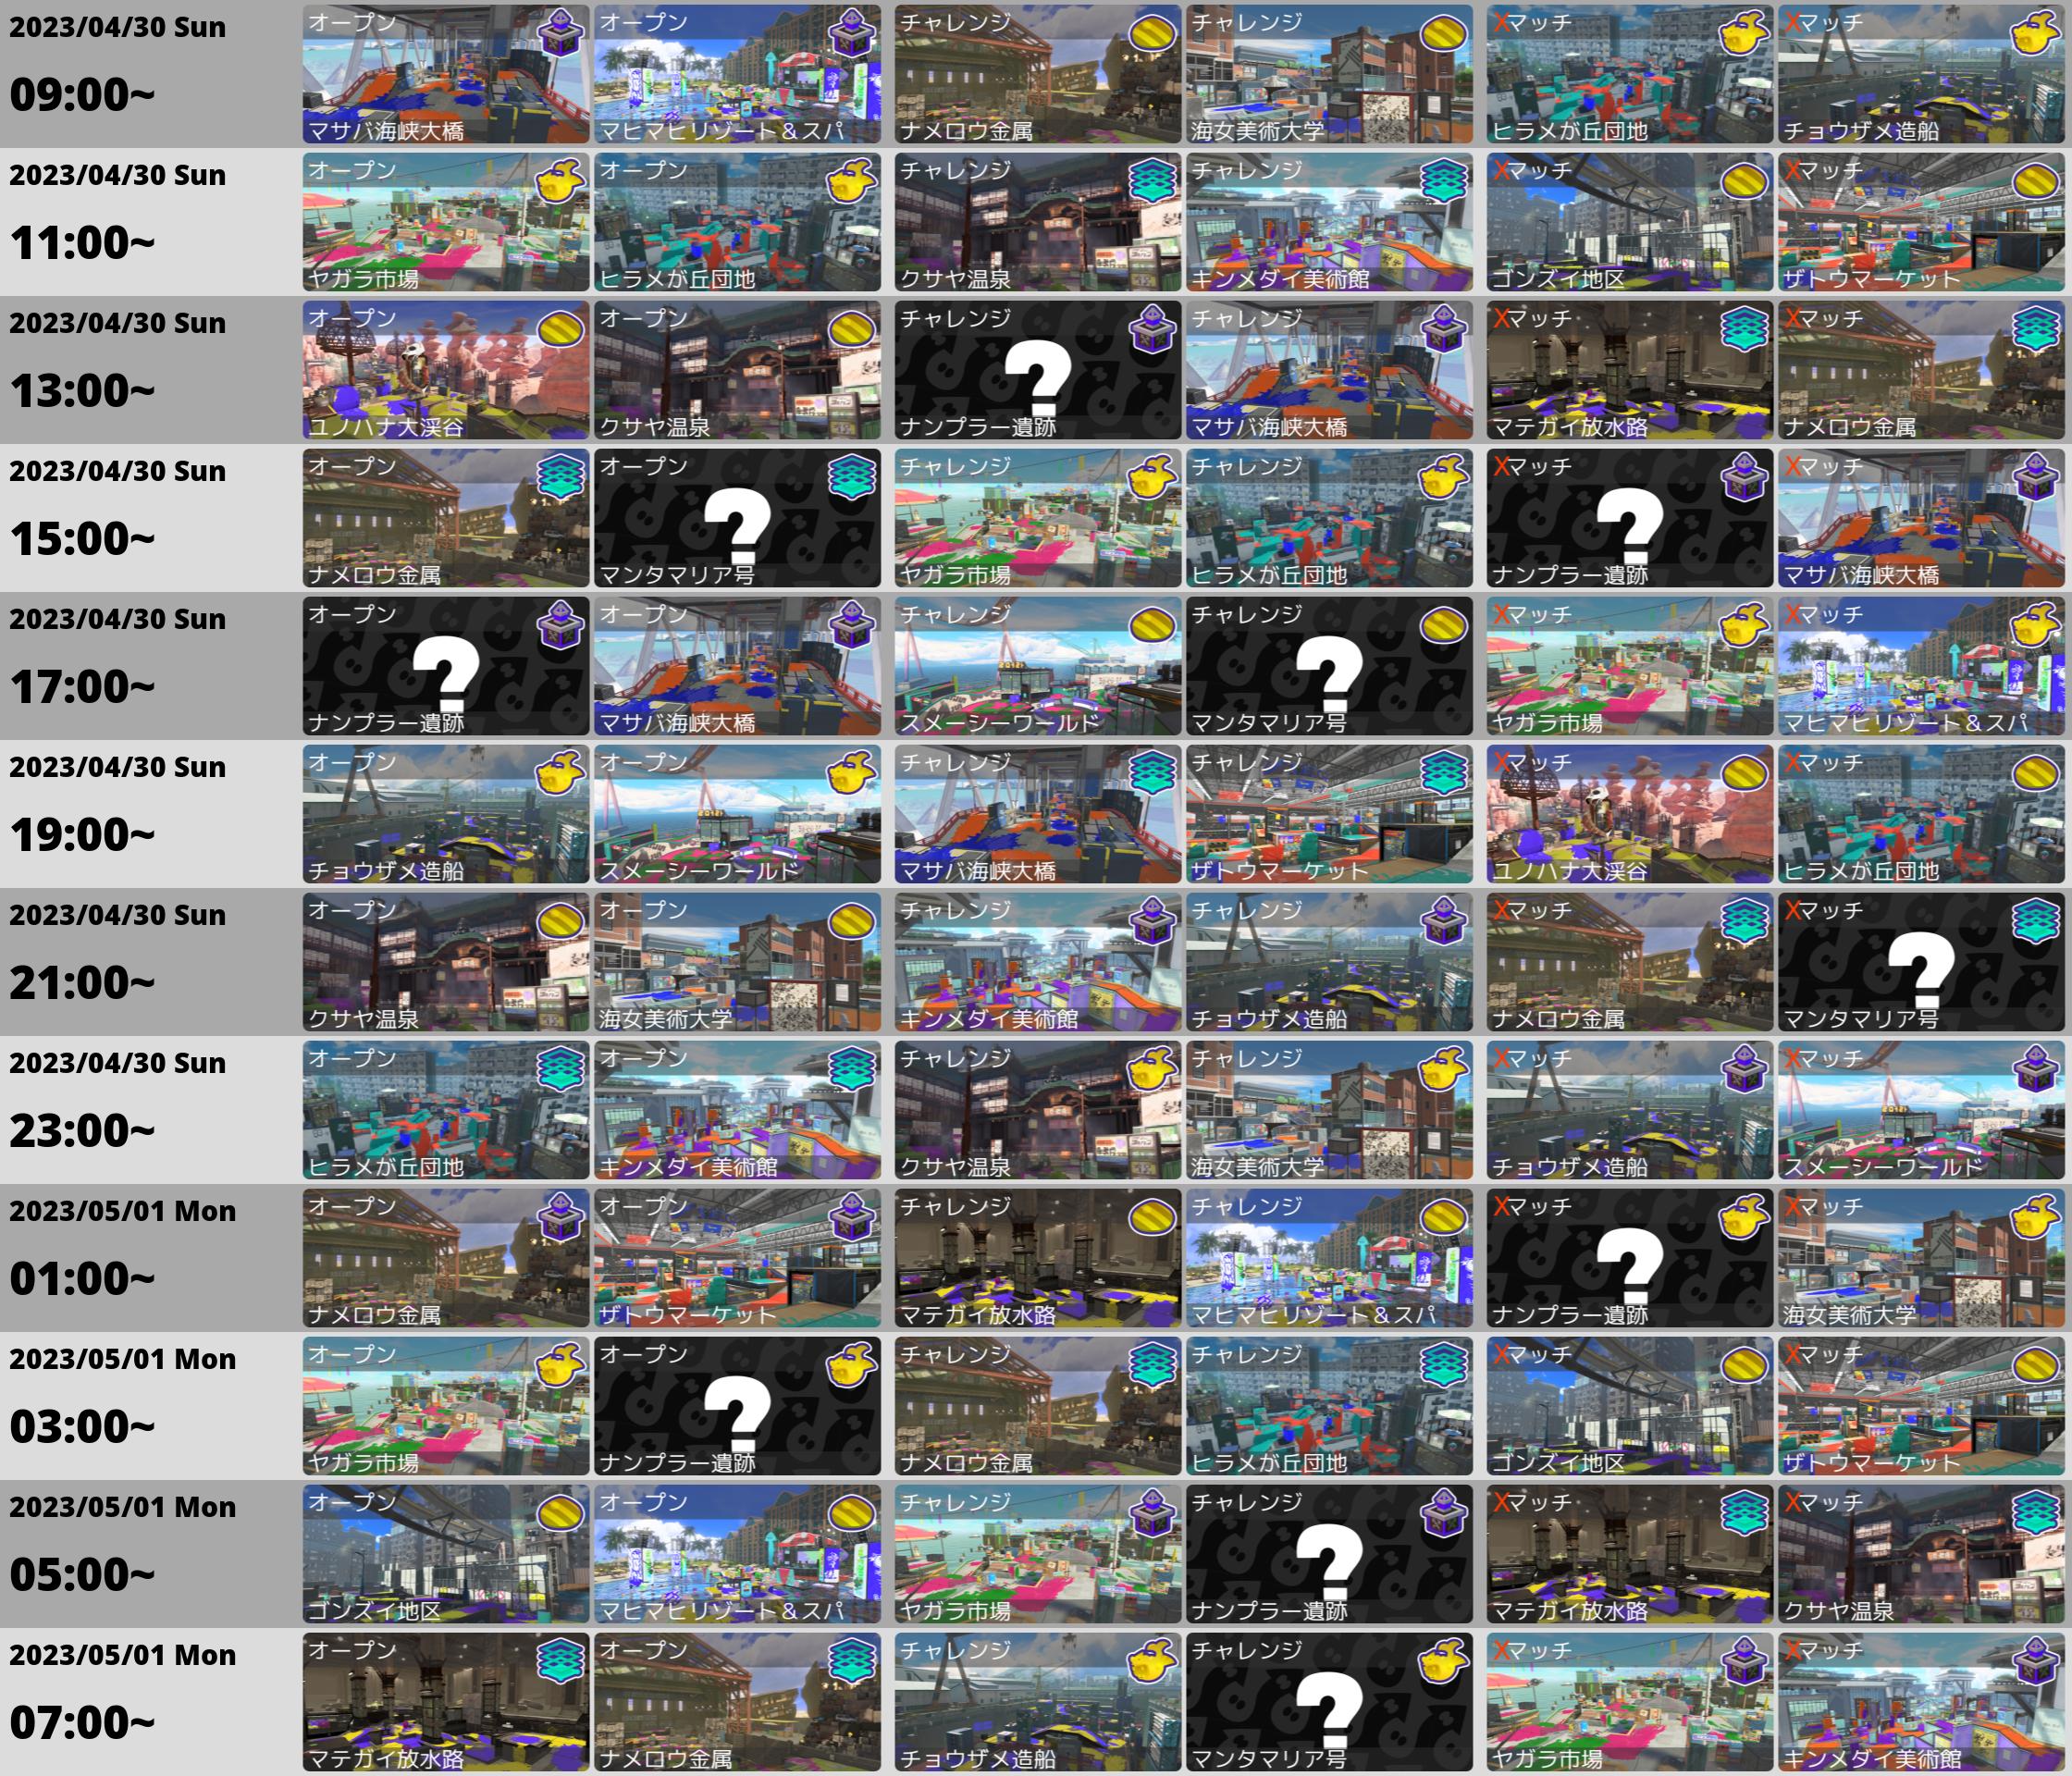 2023/04/30 Sun
09:00~
オープン オープン チャレンジ チャレンジ Xマッチ Xマッチ
マサバ海峡大橋 マヒマヒリゾート＆スパ ナメロウ金属 海女美術大学 ヒラメが丘団地 チョウザメ造船
2023/04/30 Sun
11:00~
オープン オープン チャレンジ チャレンジ Xマッチ Xマッチ
ヤガラ市場 ヒラメが丘団地 クサヤ温泉 キンメダイ美術館 ゴンズイ地区 ザトウマーケット
2023/04/30 Sun
13:00~
オープン オープン チャレンジ チャレンジ Xマッチ Xマッチ
ユノハナ大渓谷 クサヤ温泉 ナンプラー遺跡 マサバ海峡大橋 マテガイ放水路 ナメロウ金属
2023/04/30 Sun
15:00~
オープン オープン チャレンジ チャレンジ Xマッチ Xマッチ
ナメロウ金属 マンタマリア号 ヤガラ市場 ヒラメが丘団地 ナンプラー遺跡 マサバ海峡大橋
2023/04/30 Sun
17:00~
オープン オープン チャレンジ チャレンジ Xマッチ Xマッチ
ナンプラー遺跡 マサバ海峡大橋 スメーシーワールド マンタマリア号 ヤガラ市場 マヒマヒリゾート＆スパ
2023/04/30 Sun
19:00~
オープン オープン チャレンジ チャレンジ Xマッチ Xマッチ
チョウザメ造船 スメーシーワールド マサバ海峡大橋 ザトウマーケット ユノハナ大渓谷 ヒラメが丘団地
2023/04/30 Sun
21:00~
オープン オープン チャレンジ チャレンジ Xマッチ Xマッチ
クサヤ温泉 海女美術大学 キンメダイ美術館 チョウザメ造船 ナメロウ金属 マンタマリア号
2023/04/30 Sun
23:00~
オープン オープン チャレンジ チャレンジ Xマッチ Xマッチ
ヒラメが丘団地 キンメダイ美術館 クサヤ温泉 海女美術大学 チョウザメ造船 スメーシーワールド
2023/05/01 Mon
01:00~
オープン オープン チャレンジ チャレンジ Xマッチ Xマッチ
ナメロウ金属 ザトウマーケット マテガイ放水路 マヒマヒリゾート＆スパ ナンプラー遺跡 海女美術大学
2023/05/01 Mon
03:00~
オープン オープン チャレンジ チャレンジ Xマッチ Xマッチ
ヤガラ市場 ナンプラー遺跡 ナメロウ金属 ヒラメが丘団地 ゴンズイ地区 ザトウマーケット
2023/05/01 Mon
05:00~
オープン オープン チャレンジ チャレンジ Xマッチ Xマッチ
ゴンズイ地区 マヒマヒリゾート＆スパ ヤガラ市場 ナンプラー遺跡 マテガイ放水路 クサヤ温泉
2023/05/01 Mon
07:00~
オープン オープン チャレンジ チャレンジ Xマッチ Xマッチ
マテガイ放水路 ナメロウ金属 チョウザメ造船 マンタマリア号 ヤガラ市場 キンメダイ美術館